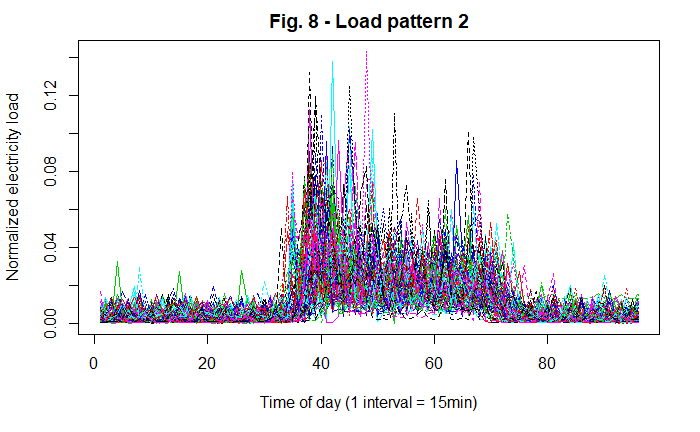 Fig. 8 - Load pattern 2
Normalized electricity load
0.12
0.08
0.04
0.00
0 20 40 60 80
Time of day (1 interval = 15min)